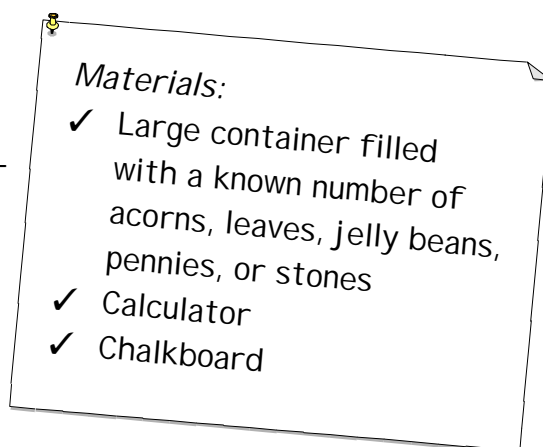 Materials:
✓ Large container filled
with a known number of
acorns, leaves, jelly beans,
pennies, or stones
✓ Calculator
✓ Chalkboard